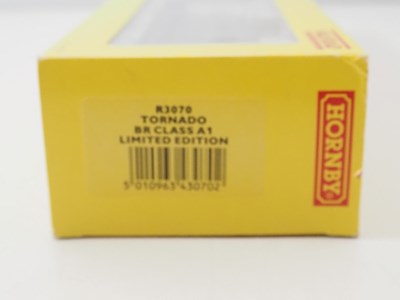 R3070
TORNADO
BR CLASS A1
LIMITED EDITION
5 010963 430702
HORNBY